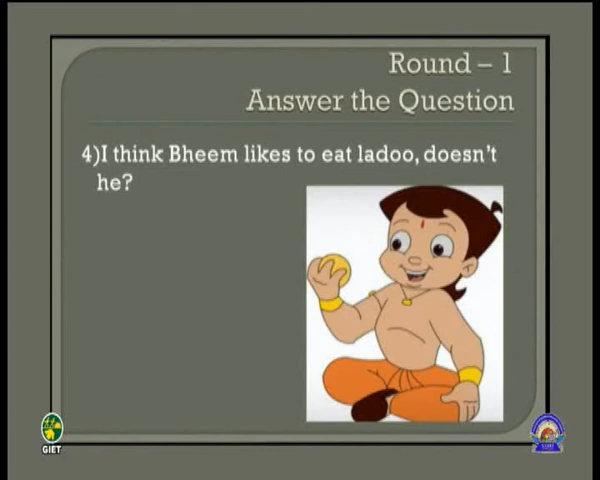 Round – 1
Answer the Question
4)I think Bheem likes to eat ladoo, doesn't
he?
GIET